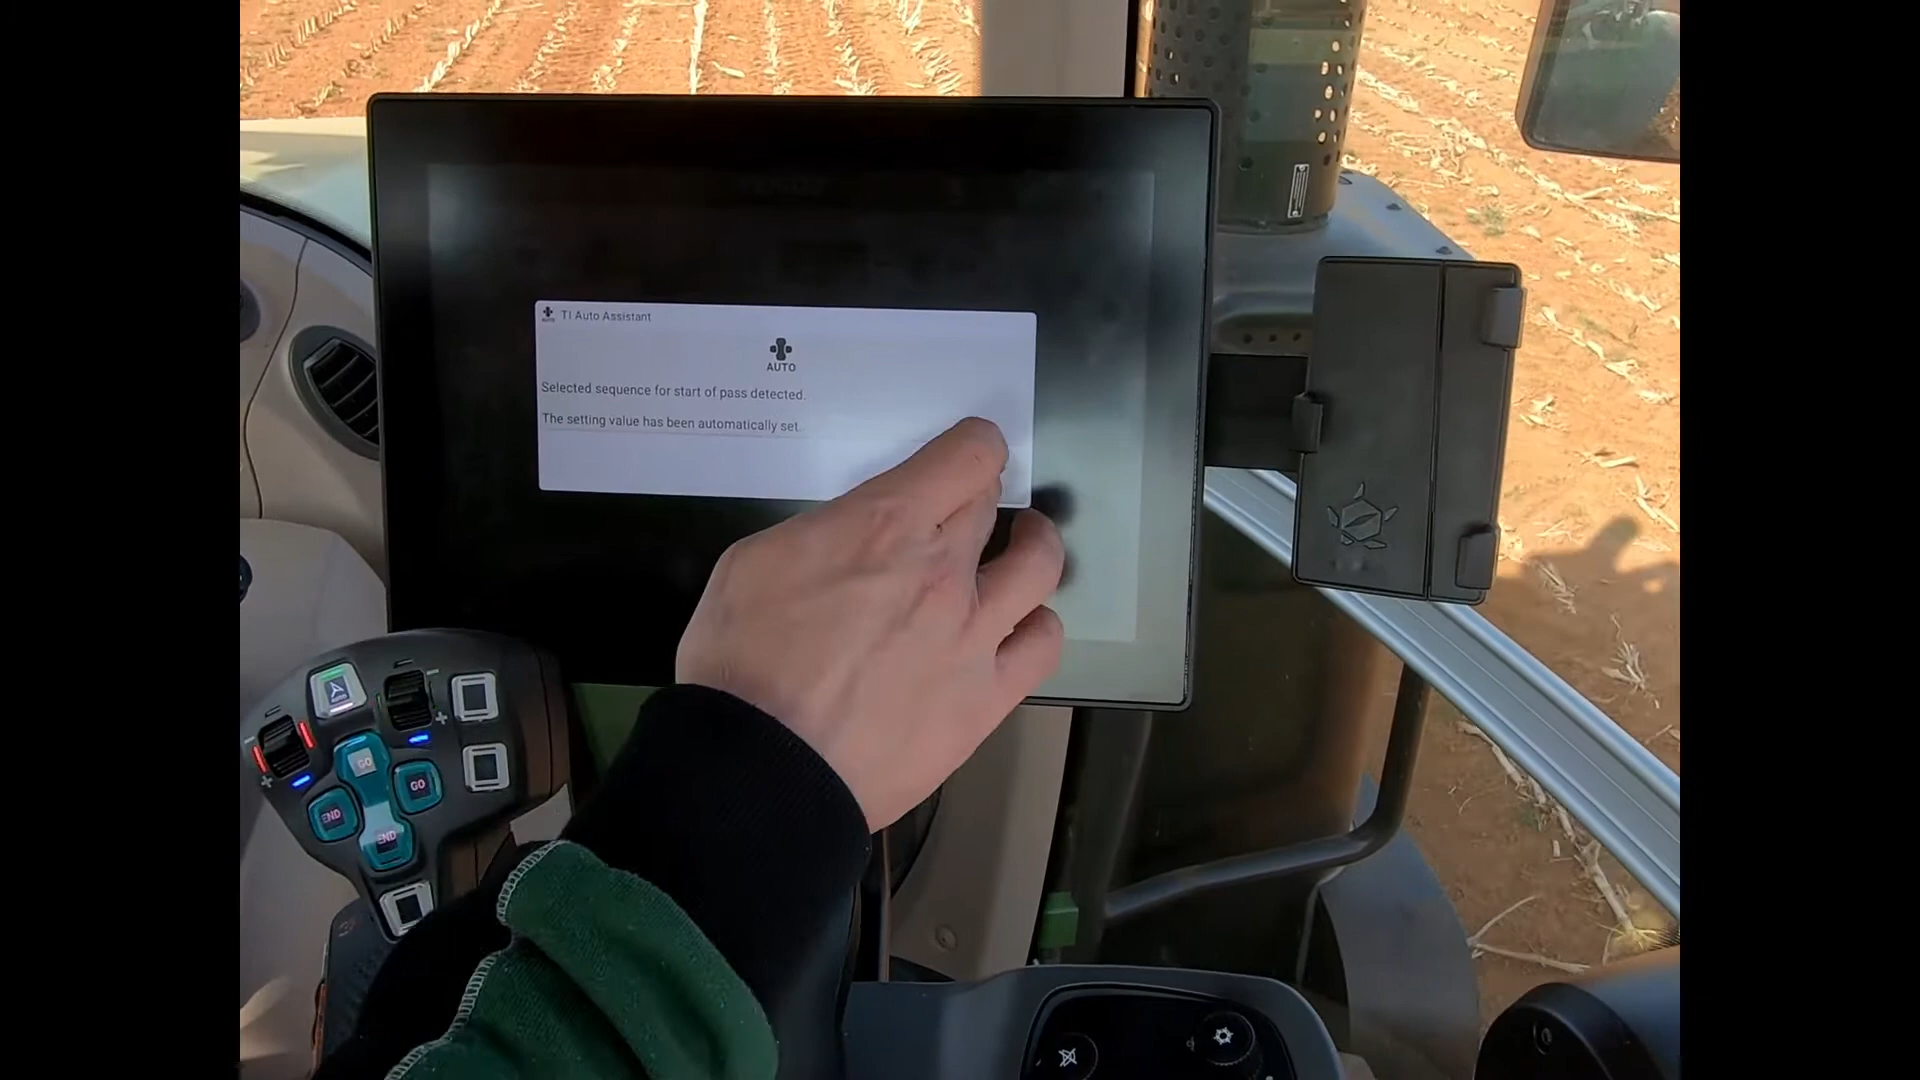 TI Auto Assistant
AUTO
Selected sequence for start of pass detected.
The setting value has been automatically set.
GO
GO
END
END